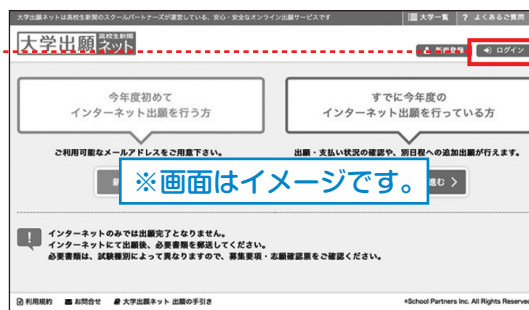 大学出願ネットは高校生新聞のスクールパートナーズが運営している、安心・安全なオンライン出願サービスです
大学一覧
? よくあるご質問
大学出願 高校生新聞 ネット
ログイン
今年度初めて
インターネット出願を行う方
すでに今年度の
インターネット出願を行っている方
ご利用可能なメールアドレスをご用意下さい。
出願・支払い状況の確認や、別日程への追加出願が行えます。
※画面はイメージです。
! インターネットのみでは出願完了となりません。
インターネットにて出願後、必要書類を郵送してください。
必要書類は、試験種別によって異なりますので、募集要項・志願確認票をご確認ください。
利用規約
お問合せ
大学出願ネット 出願の手引き
©School Partners Inc. All Rights Reserved